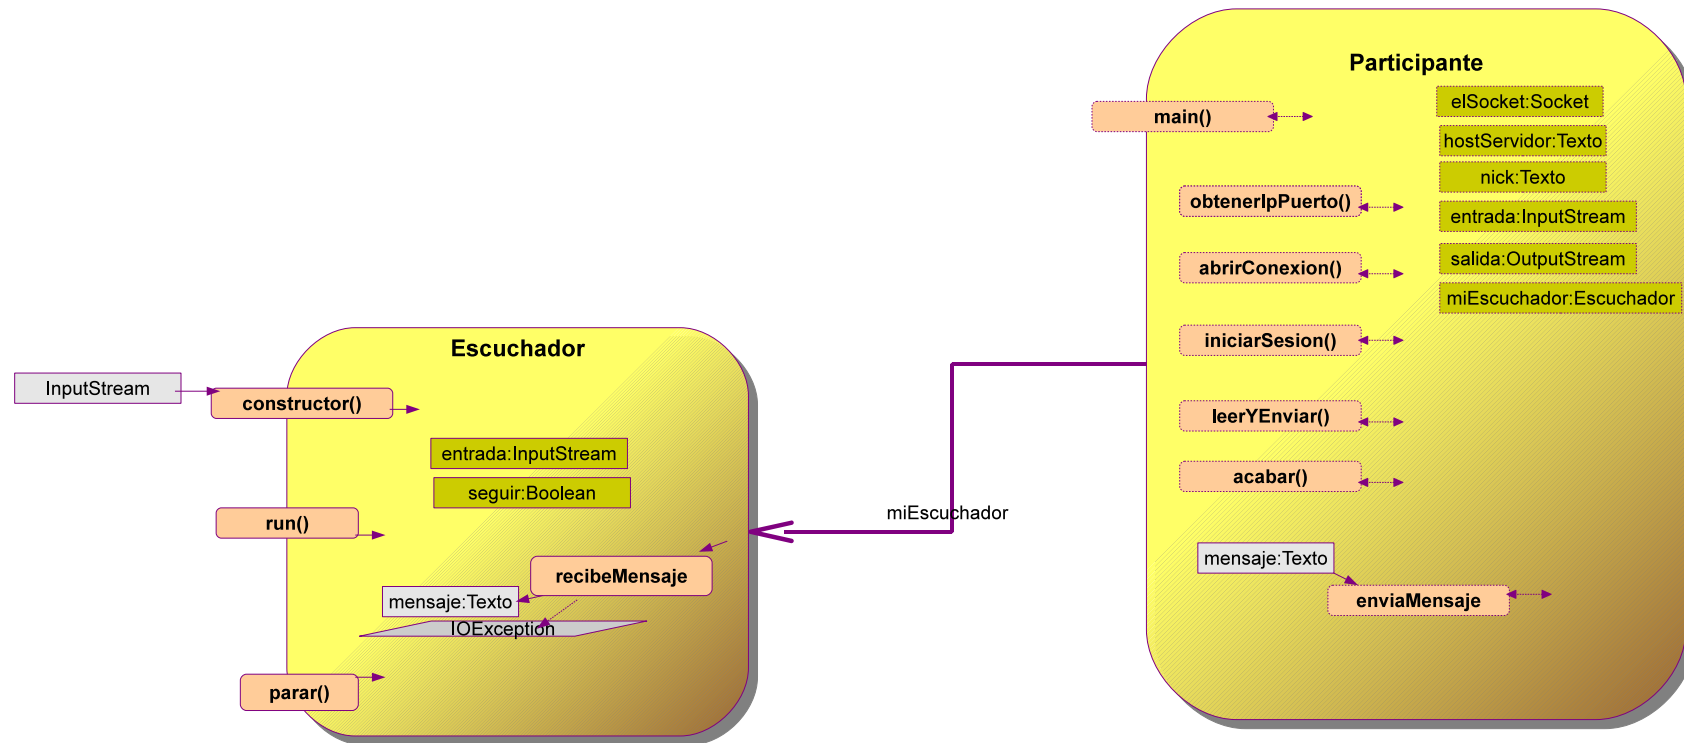 Participante
main()
elSocket:Socket
hostServidor:Texto
nick:Texto
obtenerIpPuerto()
entrada:InputStream
abrirConexion()
salida:OutputStream
miEscuchador:Escuchador
iniciarSesion()
leerYEnviar()
acabar()
mensaje:Texto
enviaMensaje
miEscuchador
Escuchador
InputStream
constructor()
entrada:InputStream
seguir:Boolean
run()
recibeMensaje
mensaje:Texto
IOException
parar()